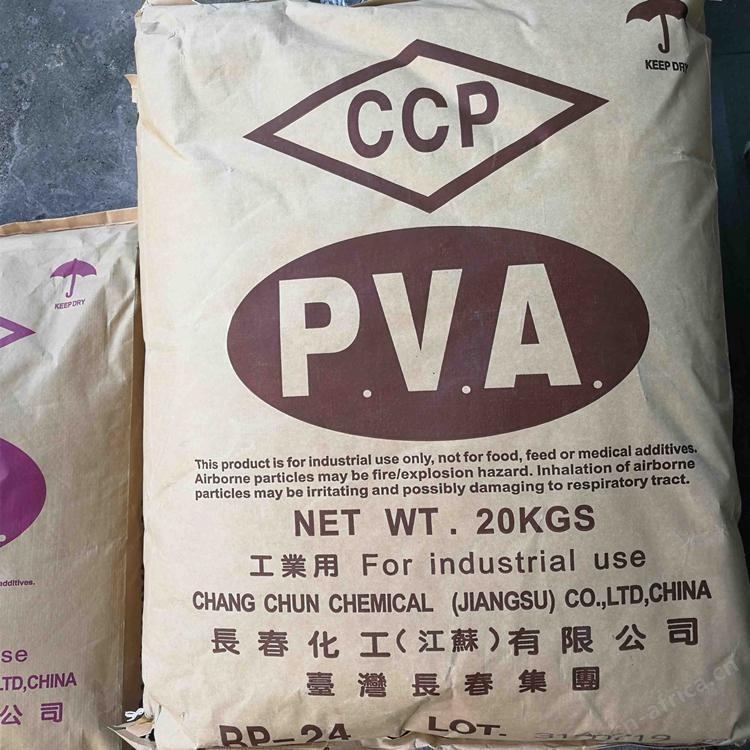 KEEP DRY
CCP
P.V.A.
This product is for industrial use only, not for food, feed or medical additives.
Airborne particles may be fire/explosion hazard. Inhalation of airborne
particles may be irritating and possibly damaging to respiratory tract.
NET WT. 20KGS
工業用 For industrial use
CHANG CHUN CHEMICAL (JIANGSU) CO.,LTD,CHINA
長春化工(江蘇)有限公司
臺灣長春集團
BP-24 LOT.
KEEP DRY
additives.
se
LTD,CHINA
公司